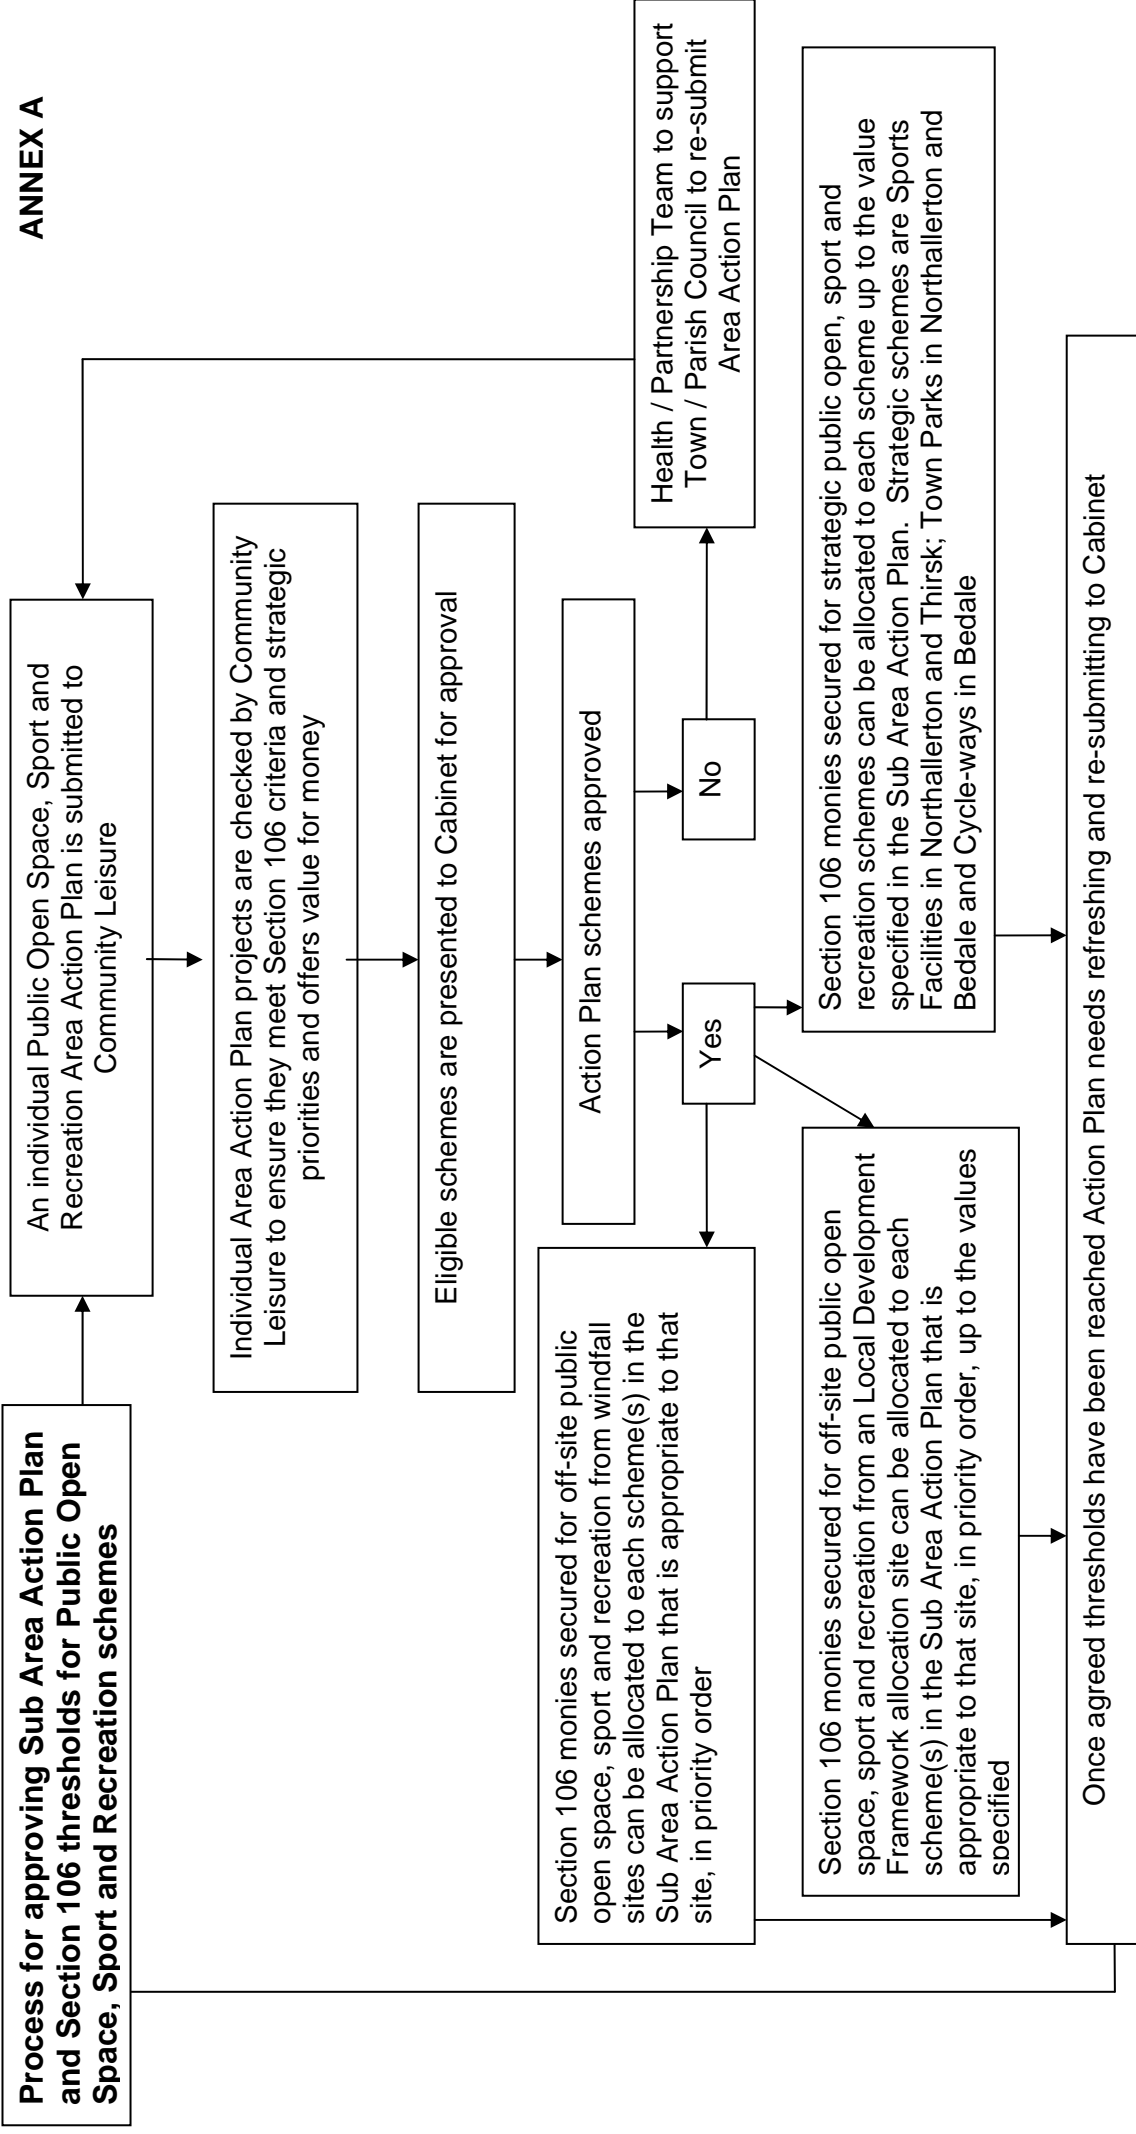 ANNEX A
Process for approving Sub Area Action Plan
and Section 106 thresholds for Public Open
Space, Sport and Recreation schemes
An individual Public Open Space, Sport and
Recreation Area Action Plan is submitted to
Community Leisure
Individual Area Action Plan projects are checked by Community
Leisure to ensure they meet Section 106 criteria and strategic
priorities and offers value for money
Eligible schemes are presented to Cabinet for approval
Action Plan schemes approved
Yes
No
Health / Partnership Team to support
Town / Parish Council to re-submit
Area Action Plan
Section 106 monies secured for off-site public
open space, sport and recreation from windfall
sites can be allocated to each scheme(s) in the
Sub Area Action Plan that is appropriate to that
site, in priority order
Section 106 monies secured for off-site public open
space, sport and recreation from an Local Development
Framework allocation site can be allocated to each
scheme(s) in the Sub Area Action Plan that is
appropriate to that site, in priority order, up to the values
specified
Section 106 monies secured for strategic public open, sport and
recreation schemes can be allocated to each scheme up to the value
specified in the Sub Area Action Plan.  Strategic schemes are Sports
Facilities in Northallerton and Thirsk; Town Parks in Northallerton and
Bedale and Cycle-ways in Bedale
Once agreed thresholds have been reached Action Plan needs refreshing and re-submitting to Cabinet